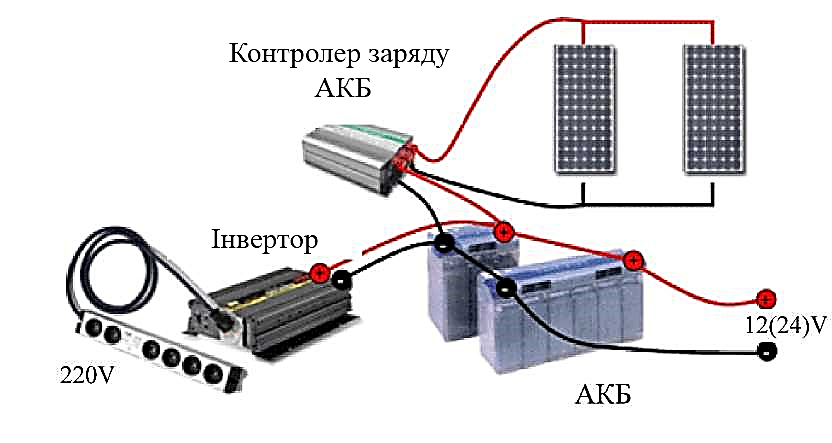 Контролер заряду
АКБ
Інвертор
12(24)V
220V
АКБ